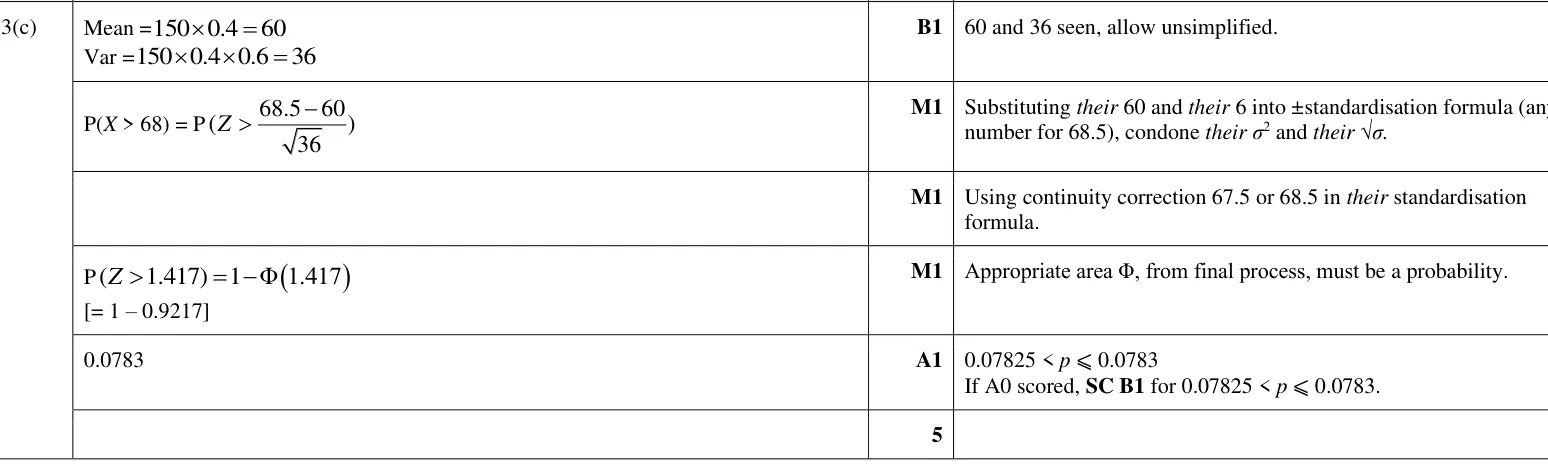 3(c) Mean =150×0.4=60 B1 60 and 36 seen, allow unsimplified.
Var =150×0.4×0.6=36
P(X > 68) = P(Z > (68.5−60)/√36) M1 Substituting their 60 and their 6 into ±standardisation formula (any
number for 68.5), condone their σ² and their √σ.
M1 Using continuity correction 67.5 or 68.5 in their standardisation
formula.
P(Z >1.417)=1−Φ(1.417) M1 Appropriate area Φ, from final process, must be a probability.
[= 1 – 0.9217]
0.0783 A1 0.07825 < p ⩽ 0.0783
If A0 scored, SC B1 for 0.07825 < p ⩽ 0.0783.
5